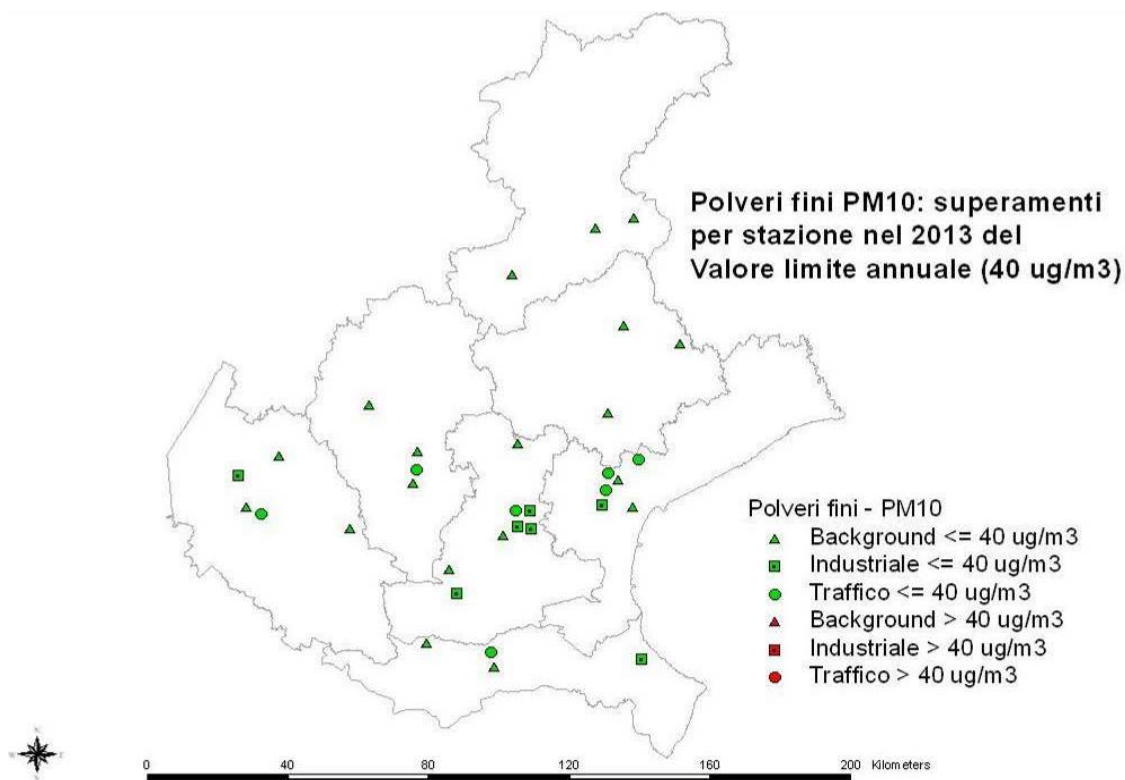 Polveri fini PM10: superamenti
per stazione nel 2013 del
Valore limite annuale (40 ug/m3)
Polveri fini - PM10
Background <= 40 ug/m3
Industriale <= 40 ug/m3
Traffico <= 40 ug/m3
Background > 40 ug/m3
Industriale > 40 ug/m3
Traffico > 40 ug/m3
0 40 80 120 160 200 Kilometers